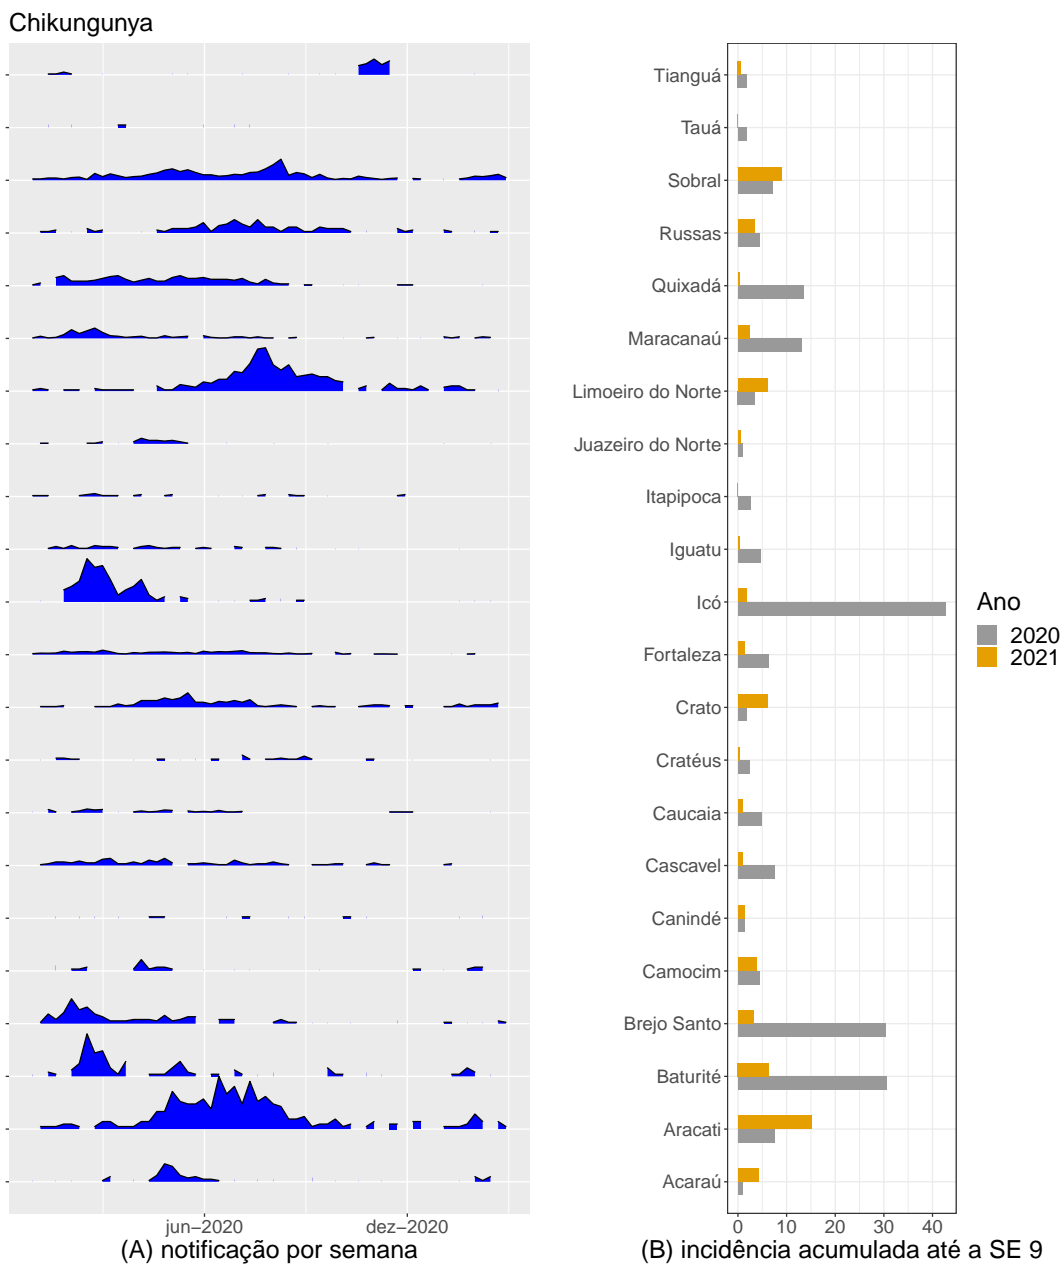 Chikungunya
Tianguá
Tauá
Sobral
Russas
Quixadá
Maracanaú
Limoeiro do Norte
Juazeiro do Norte
Itapipoca
Iguatu
Icó
Fortaleza
Crato
Cratéus
Caucaia
Cascavel
Canindé
Camocim
Brejo Santo
Baturité
Aracati
Acaraú
Ano
2020
2021
jun−2020 dez−2020
0 10 20 30 40
(A) notificação por semana
(B) incidência acumulada até a SE 9